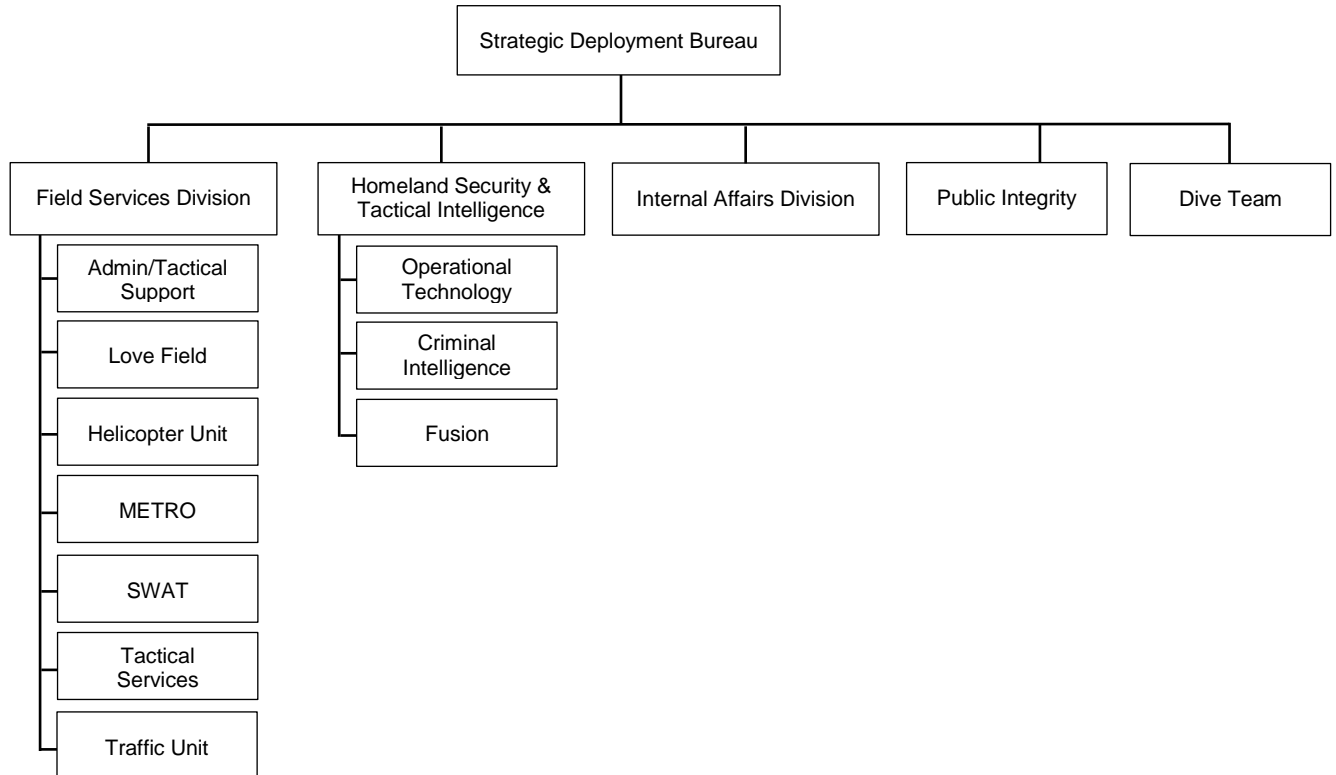 Strategic Deployment Bureau
Field Services Division
Homeland Security &
Tactical Intelligence
Internal Affairs Division
Public Integrity
Dive Team
Admin/Tactical
Support
Love Field
Helicopter Unit
METRO
SWAT
Tactical
Services
Traffic Unit
Operational
Technology
Criminal
Intelligence
Fusion